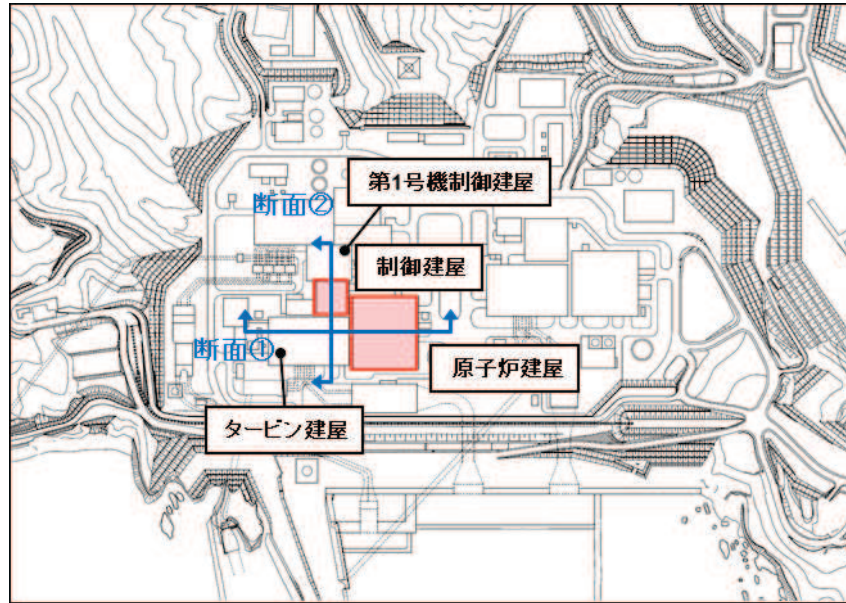 第1号機制御建屋
断面②
制御建屋
断面①
原子炉建屋
タービン建屋